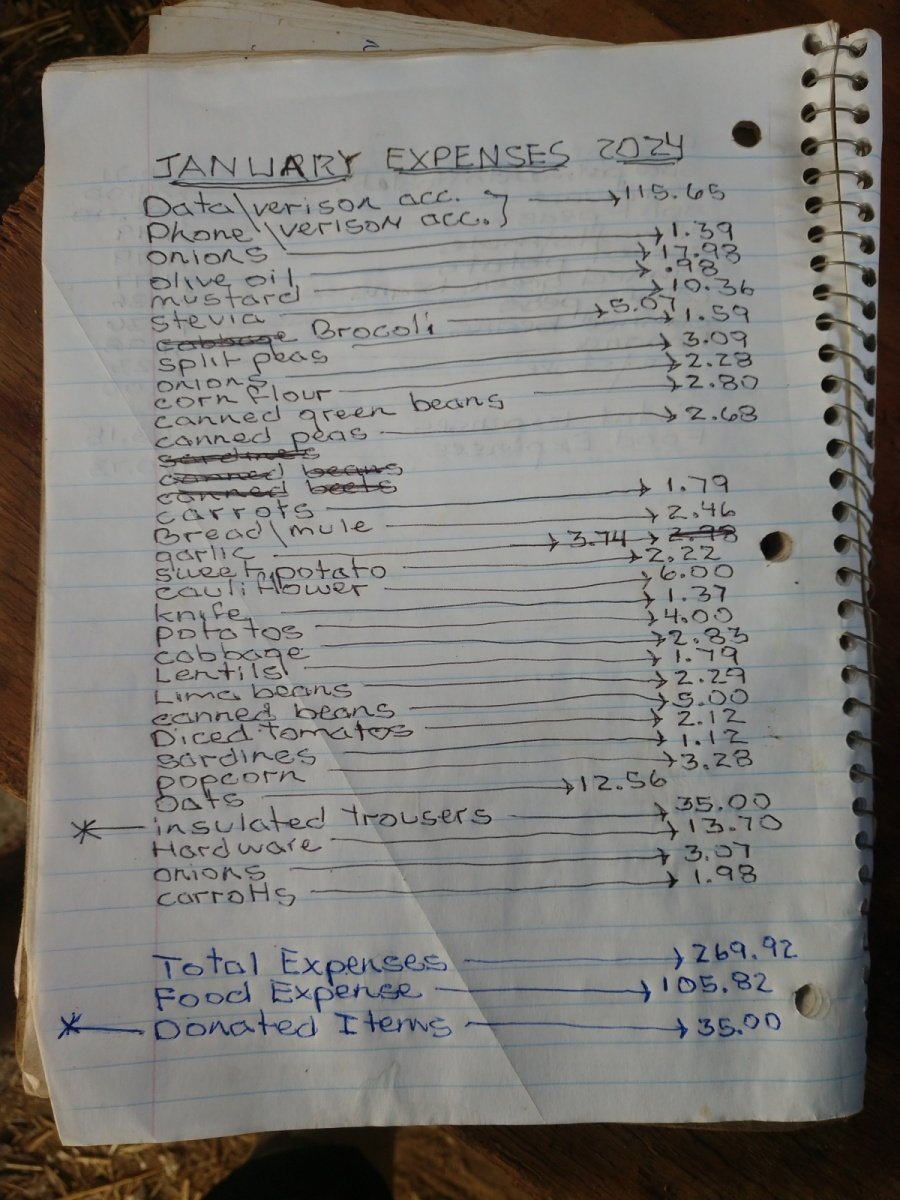 JANUARY EXPENSES 2024
Data\verison acc. } → 115.65
Phone\verison acc.
onions → 1.39
olive oil → 17.98
mustard → .98
stevia → 10.36
cabbage Brocoli → 5.07
split peas → 1.59
onions → 3.09
corn flour → 2.28
canned green beans → 2.80
canned peas → 2.68
sardines
canned beans
canned beets
carrots → 1.79
Bread\mule → 2.46
garlic → 3.74 → 2.98
sweet potato → 2.22
cauliflower → 6.00
knife → 1.37
potatos → 4.00
cabbage → 2.83
Lentils → 1.79
Lima beans → 2.29
canned beans → 5.00
Diced tomatos → 2.12
sardines → 1.12
popcorn → 3.28
oats → 12.56
* insulated trousers → 35.00
Hardware → 13.70
onions → 3.07
carrots → 1.98
Total Expenses → 269.92
Food Expense → 105.82
* Donated Items → 35.00